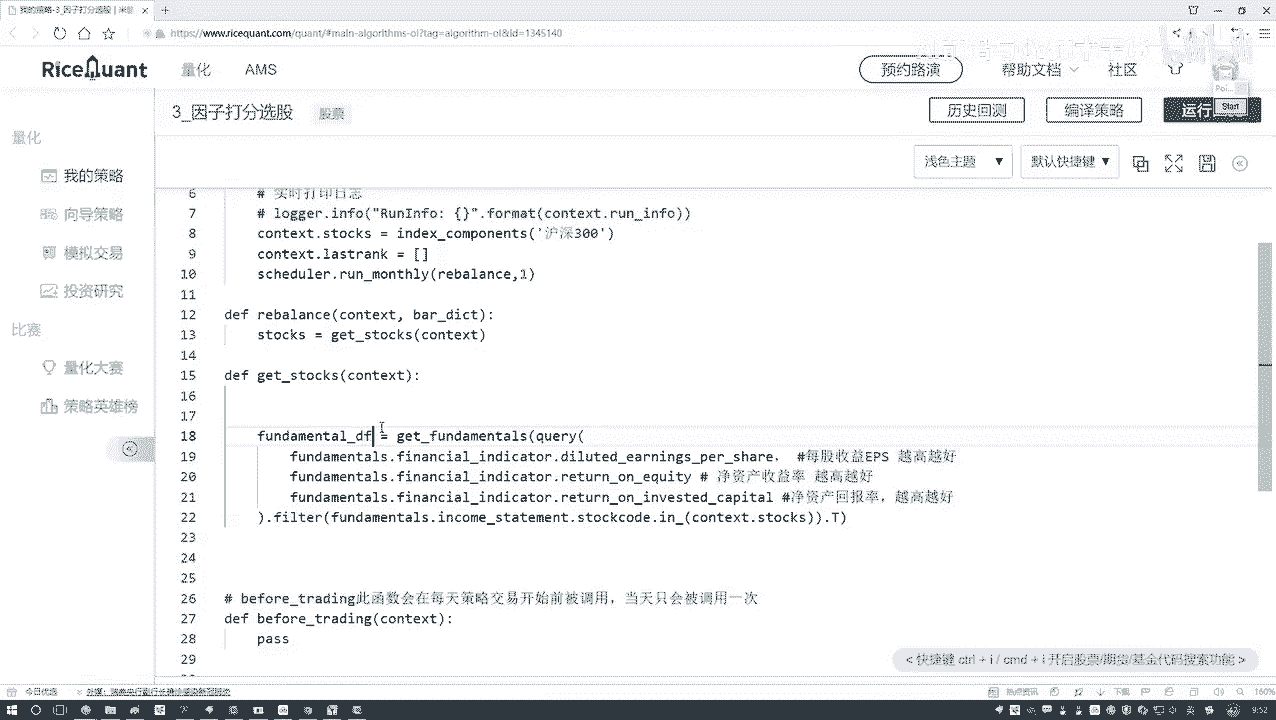 我的策略-3_因子打分选股 | 米
https://www.ricequant.com/quant/#main-algorithms-ol?tag=algorithm-ol&id=1345140
RiceQuant 量化 AMS 预约路演 帮助文档 社区
3_因子打分选股 股票 历史回测 编译策略 运行 Start
浅色主题 默认快捷键
量化
我的策略
向导策略
模拟交易
投资研究
比赛
量化大赛
策略英雄榜
6 # 实时打印日志
7 # logger.info("RunInfo: {}".format(context.run_info))
8 context.stocks = index_components('沪深300')
9 context.lastrank = []
10 scheduler.run_monthly(rebalance,1)
11
12 def rebalance(context, bar_dict):
13 stocks = get_stocks(context)
14
15 def get_stocks(context):
16
17
18 fundamental_df = get_fundamentals(query(
19 fundamentals.financial_indicator.diluted_earnings_per_share， #每股收益EPS 越高越好
20 fundamentals.financial_indicator.return_on_equity # 净资产收益率 越高越好
21 fundamentals.financial_indicator.return_on_invested_capital #净资产回报率，越高越好
22 ).filter(fundamentals.income_statement.stockcode.in_(context.stocks)).T)
23
24
25
26 # before_trading此函数会在每天策略交易开始前被调用，当天只会被调用一次
27 def before_trading(context):
28 pass
29
< 快捷键 ctrl + i / cmd + i 开启股票/期货/基金代码搜索功能 >
今日优选 热点资讯 下载 160%
9:52